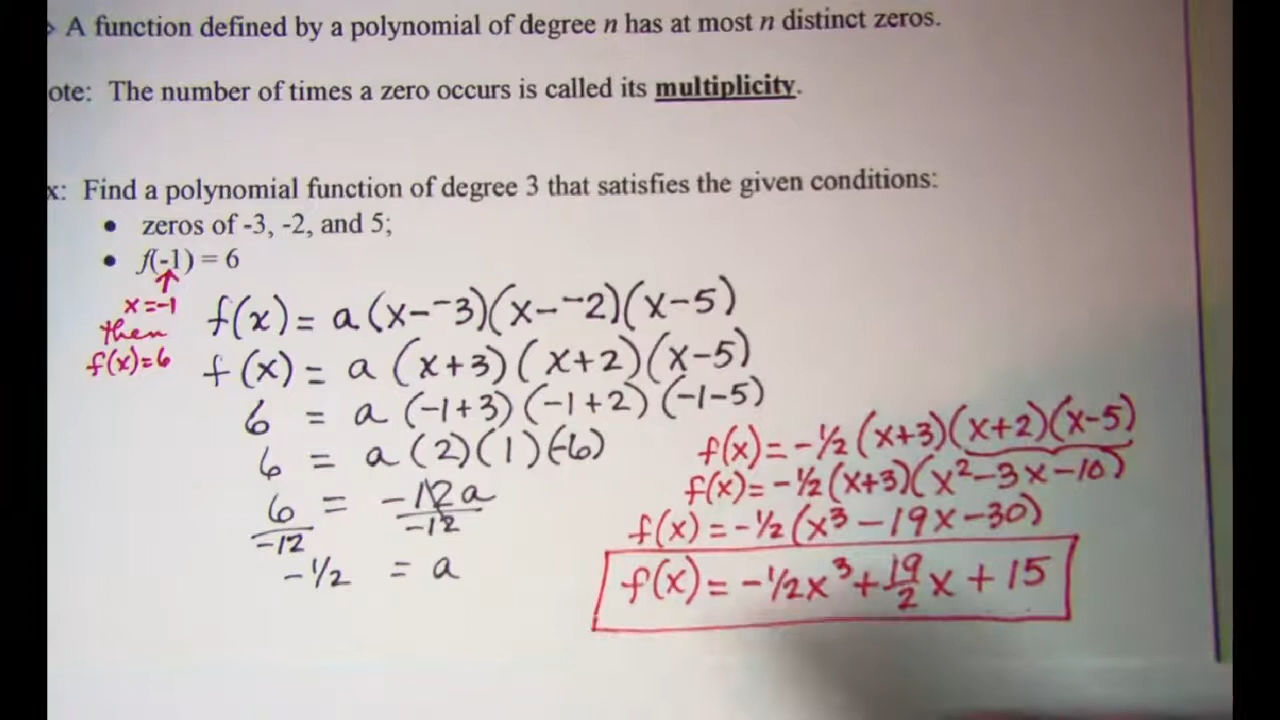 A function defined by a polynomial of degree n has at most n distinct zeros.
ote: The number of times a zero occurs is called its multiplicity.
x: Find a polynomial function of degree 3 that satisfies the given conditions:
• zeros of -3, -2, and 5;
• f(-1) = 6
↑
x=-1
then
f(x)=6
f(x) = a(x-⁻3)(x-⁻2)(x-5)
f(x) = a (x+3)(x+2)(x-5)
6 = a (-1+3)(-1+2)(-1-5)
6 = a(2)(1)(-6)
6/-12 = -12a/-12
-1/2 = a
f(x)= -1/2 (x+3)(x+2)(x-5)
f(x)= -1/2(x+3)(x²-3x-10)
f(x) = -1/2(x³-19x-30)
f(x) = -1/2x³+19/2x+15